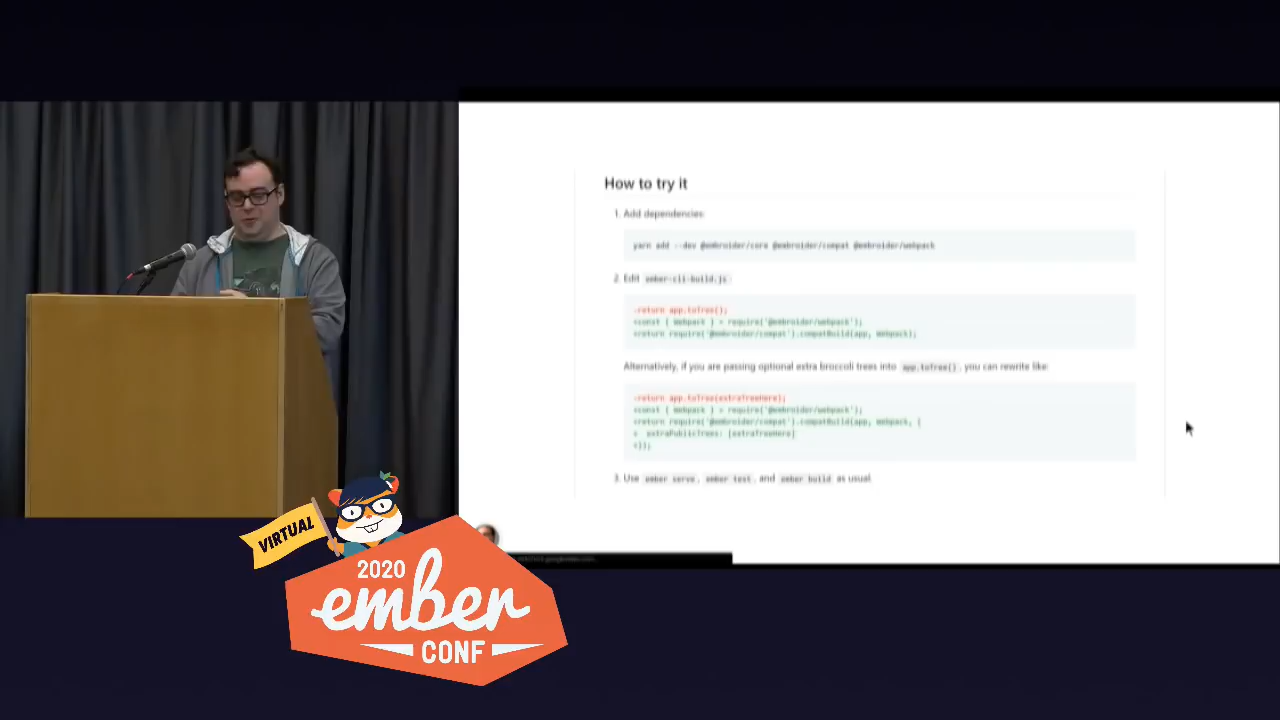 How to try it
1. Add dependencies:
yarn add --dev @embroider/core @embroider/compat @embroider/webpack
2. Edit ember-cli-build.js:
-return app.toTree();
+const { Webpack } = require('@embroider/webpack');
+return require('@embroider/compat').compatBuild(app, Webpack);
Alternatively, if you are passing optional extra broccoli trees into app.toTree(), you can rewrite like:
-return app.toTree(extraTreeHere);
+const { Webpack } = require('@embroider/webpack');
+return require('@embroider/compat').compatBuild(app, Webpack, {
+  extraPublicTrees: [extraTreeHere]
+});
3. Use ember serve, ember test, and ember build as usual.
VIRTUAL
2020
ember
CONF